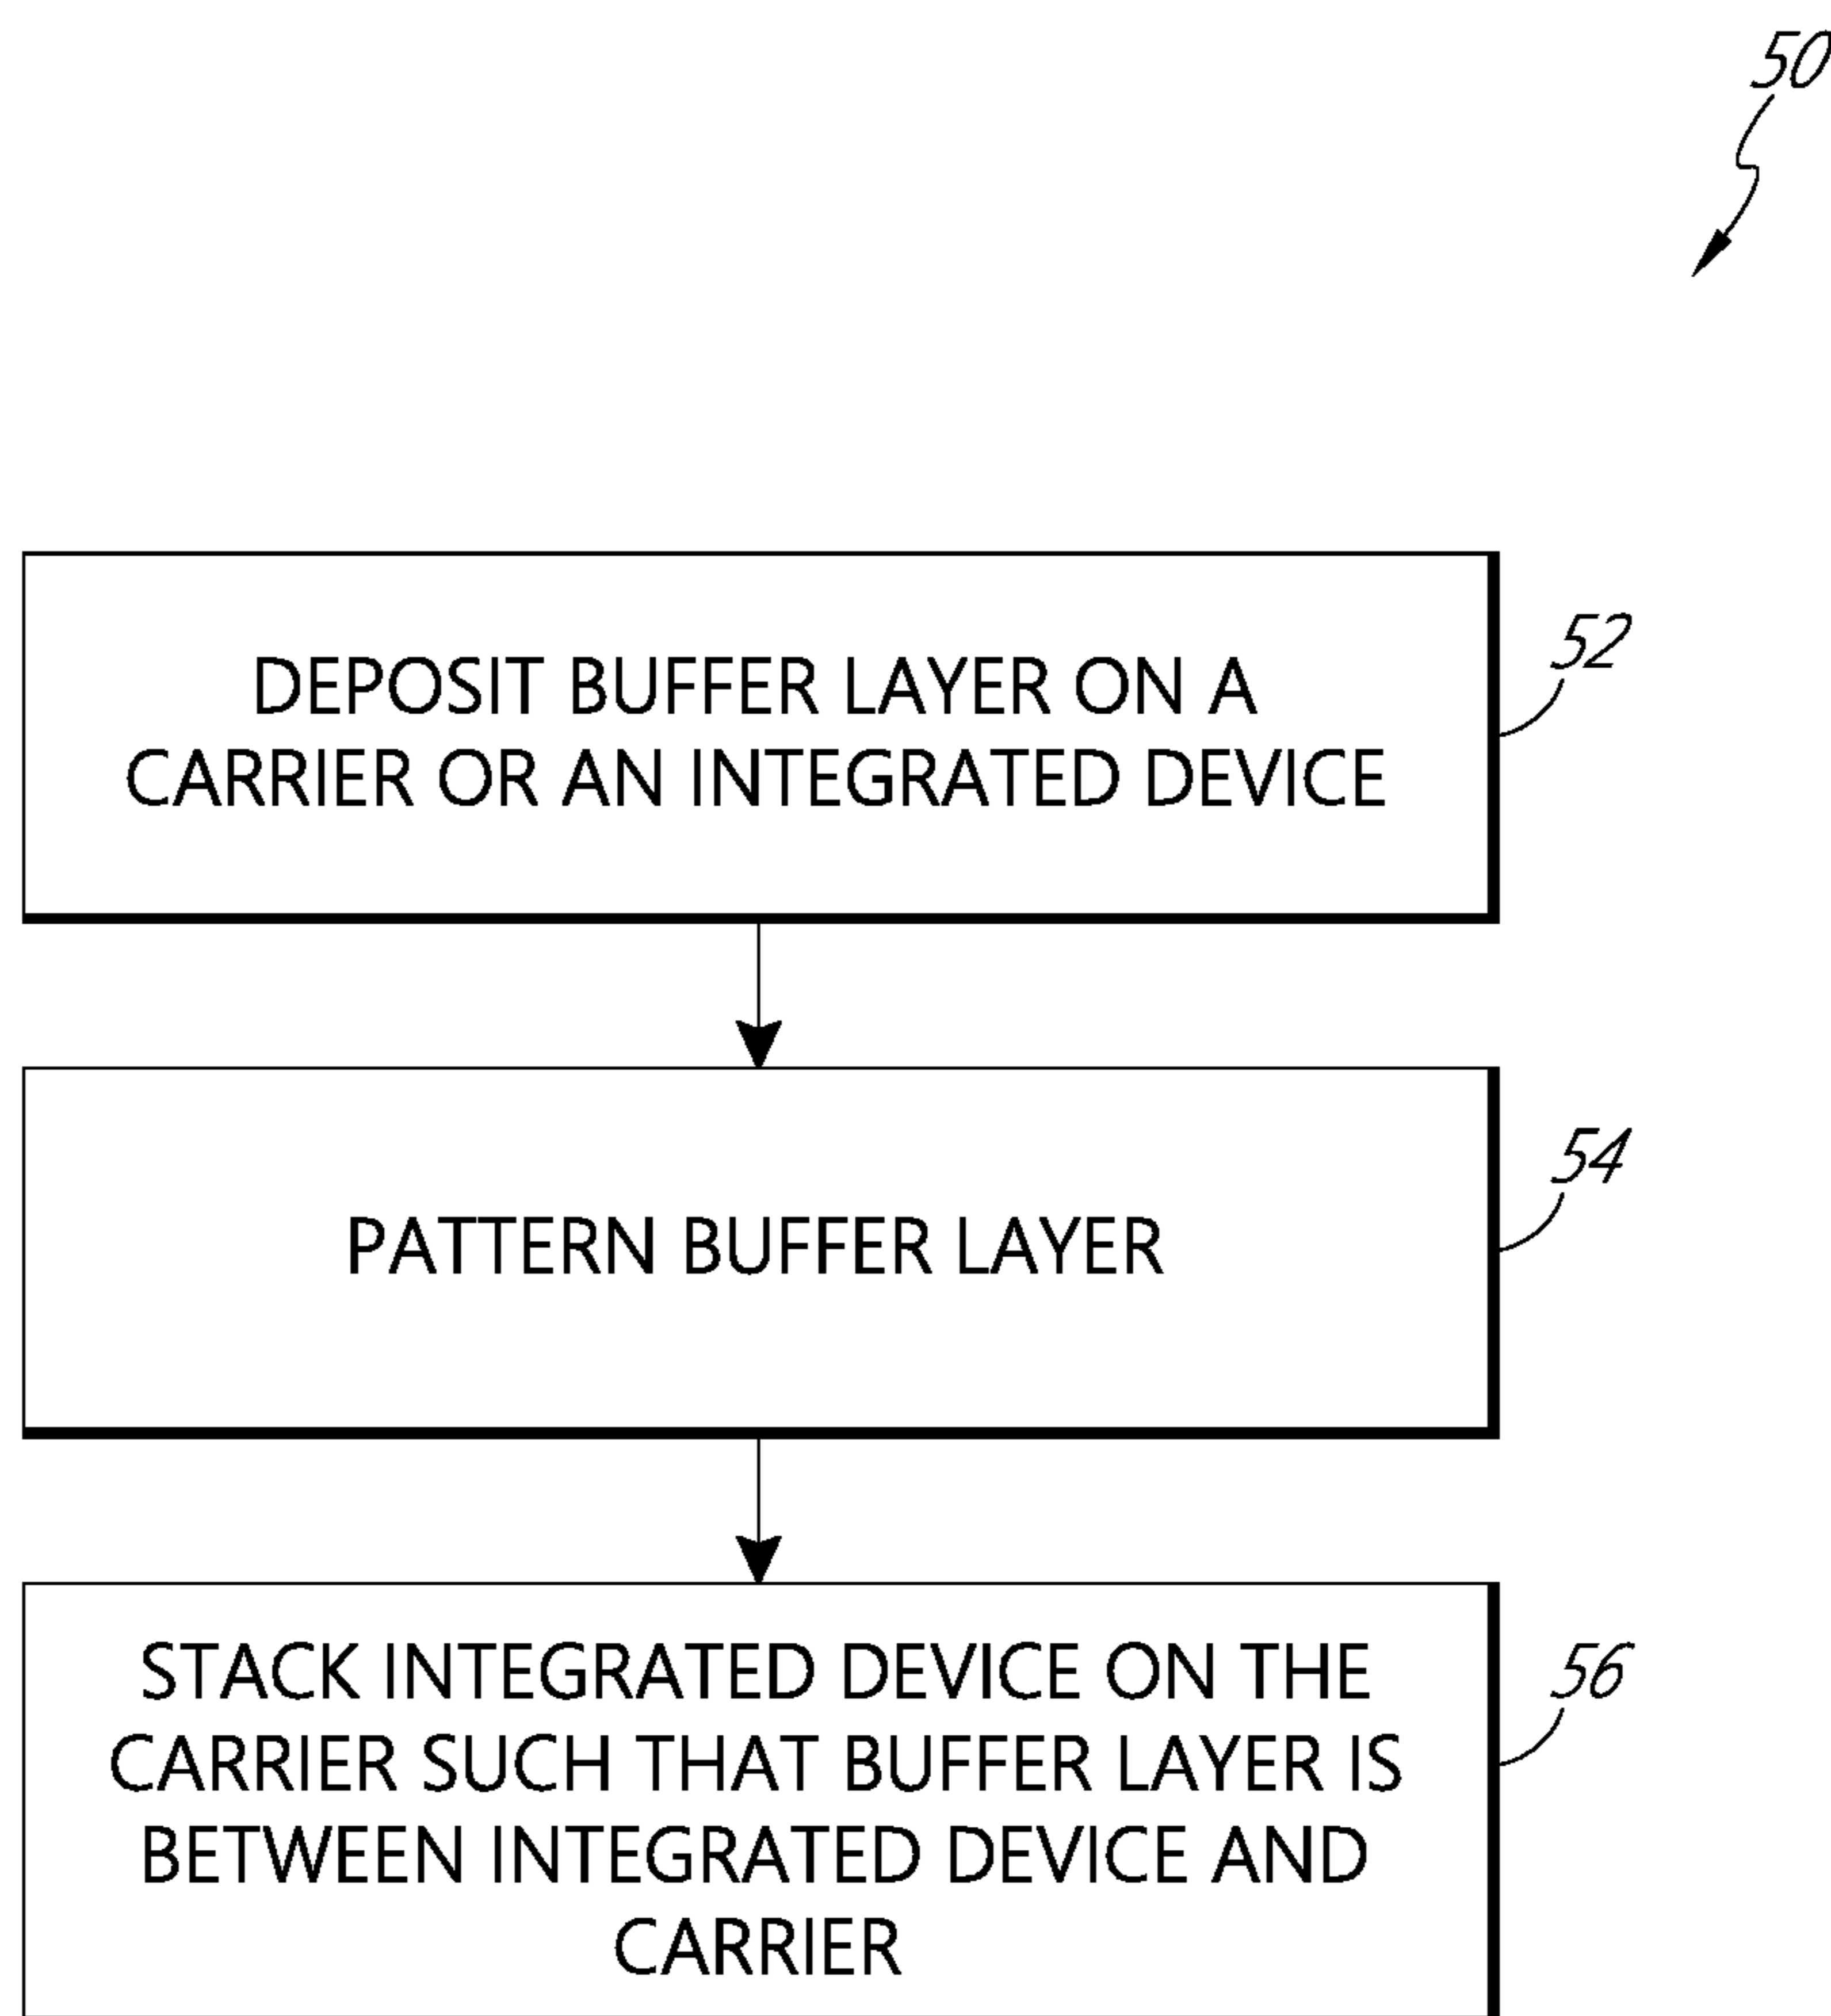 50
DEPOSIT BUFFER LAYER ON A
CARRIER OR AN INTEGRATED DEVICE
52
PATTERN BUFFER LAYER
54
STACK INTEGRATED DEVICE ON THE
CARRIER SUCH THAT BUFFER LAYER IS
BETWEEN INTEGRATED DEVICE AND
CARRIER
56